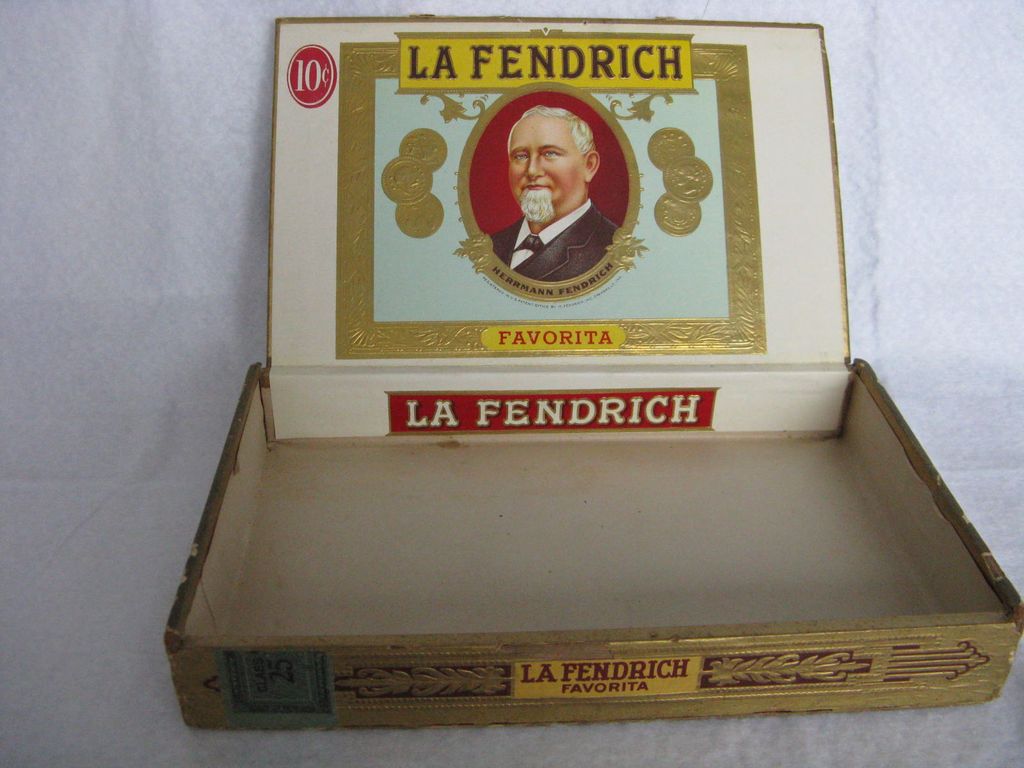 10¢
LA FENDRICH
HERRMANN FENDRICH
FAVORITA
LA FENDRICH
LA FENDRICH
FAVORITA
CLASS
25